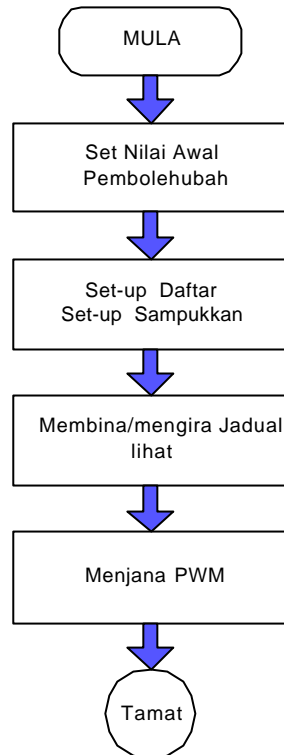 MULA
Set Nilai Awal
Pembolehubah
Set-up Daftar
Set-up Sampukkan
Membina/mengira Jadual
lihat
Menjana PWM
Tamat